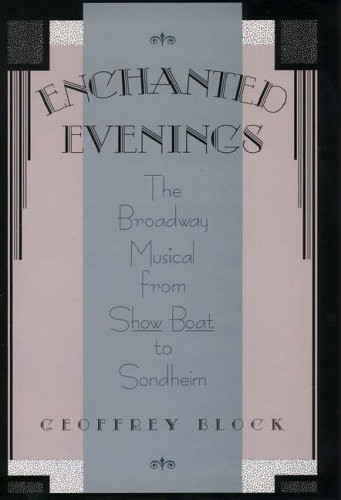 ENCHANTED
EVENINGS
The
Broadway
Musical
from
Show Boat
to
Sondheim
GEOFFREY BLOCK